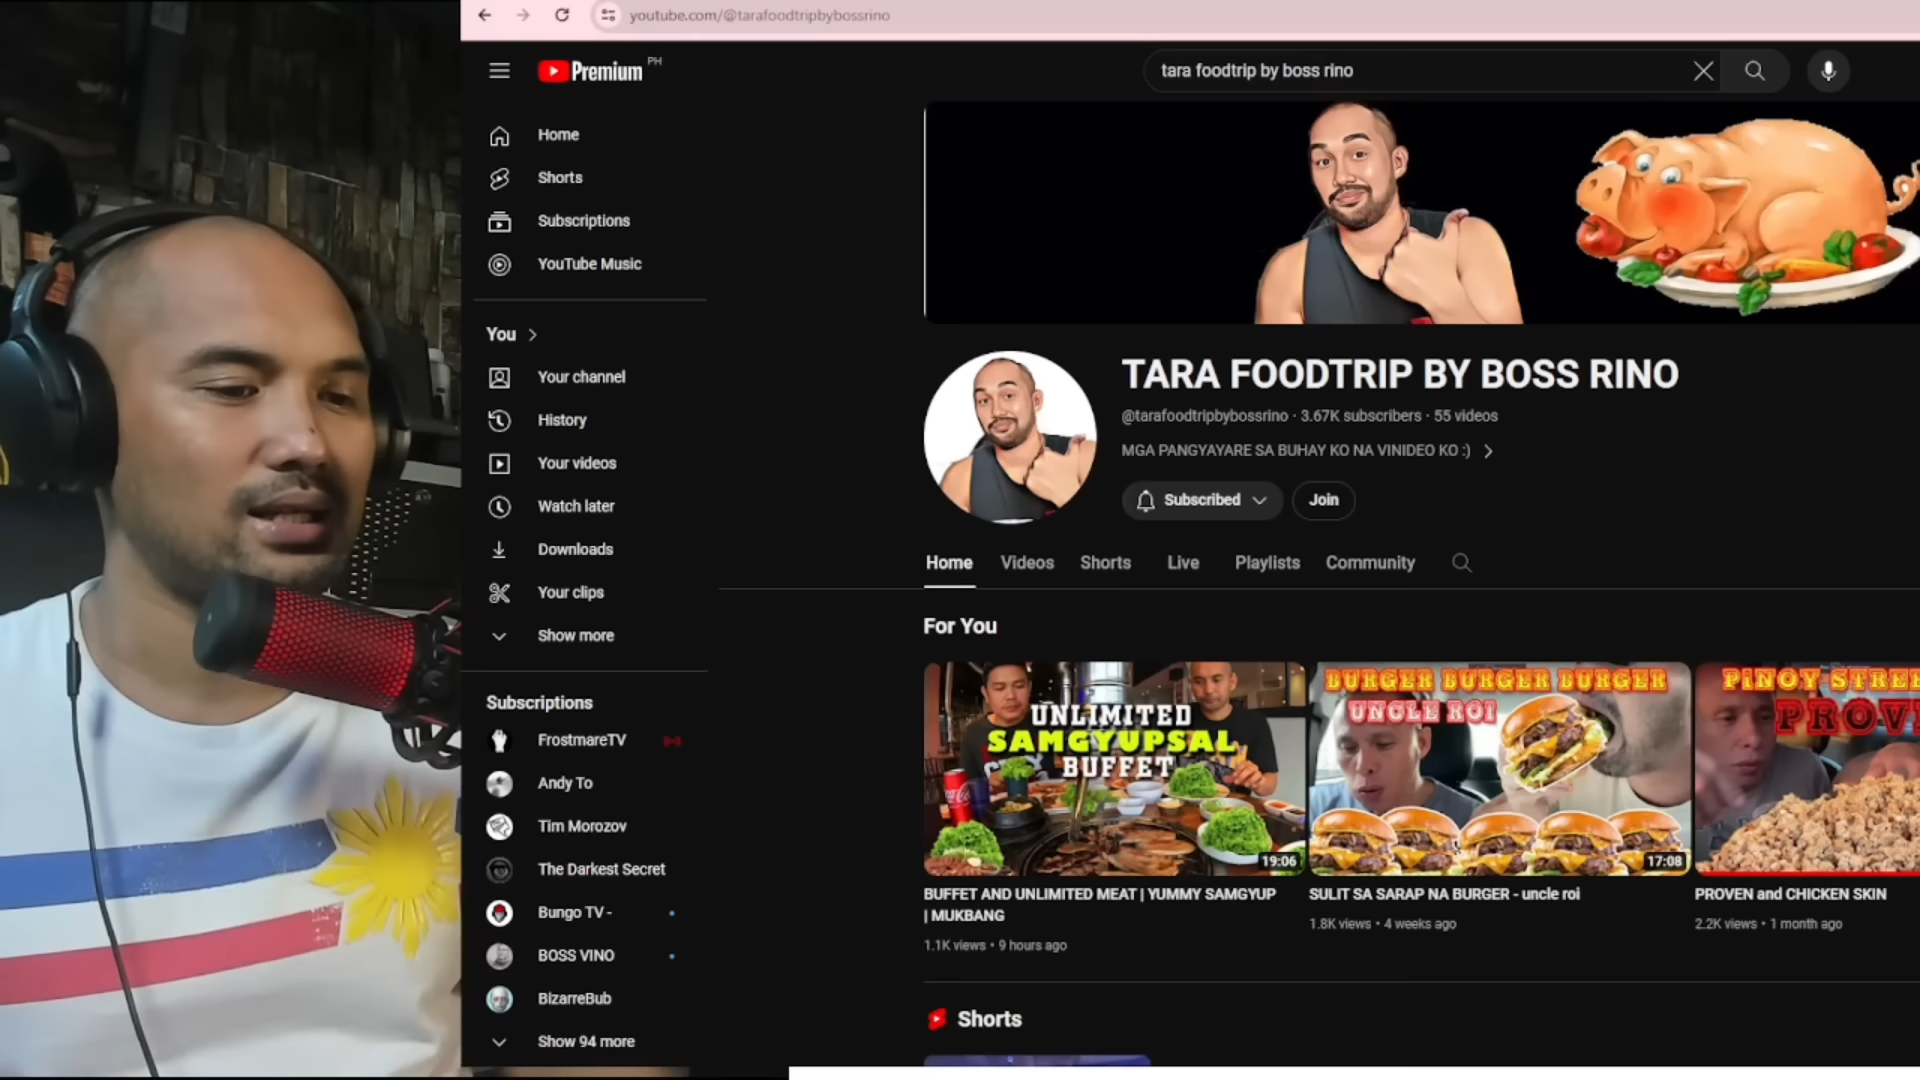 youtube.com/@tarafoodtripbybossrino
Premium PH
tara foodtrip by boss rino
Home
Shorts
Subscriptions
YouTube Music
You
Your channel
History
Your videos
Watch later
Downloads
Your clips
Show more
Subscriptions
FrostmareTV
Andy To
Tim Morozov
The Darkest Secret
Bungo TV -
BOSS VINO
BizarreBub
Show 94 more
TARA FOODTRIP BY BOSS RINO
@tarafoodtripbybossrino · 3.67K subscribers · 55 videos
MGA PANGYAYARE SA BUHAY KO NA VINIDEO KO :)
Subscribed
Join
Home Videos Shorts Live Playlists Community
For You
UNLIMITED
SAMGYUPSAL
BUFFET
19:06
BUFFET AND UNLIMITED MEAT | YUMMY SAMGYUP
| MUKBANG
1.1K views • 9 hours ago
BURGER BURGER BURGER
UNCLE ROI
17:08
SULIT SA SARAP NA BURGER - uncle roi
1.8K views • 4 weeks ago
PINOY STREE
PROV
PROVEN and CHICKEN SKIN
2.2K views • 1 month ago
Shorts